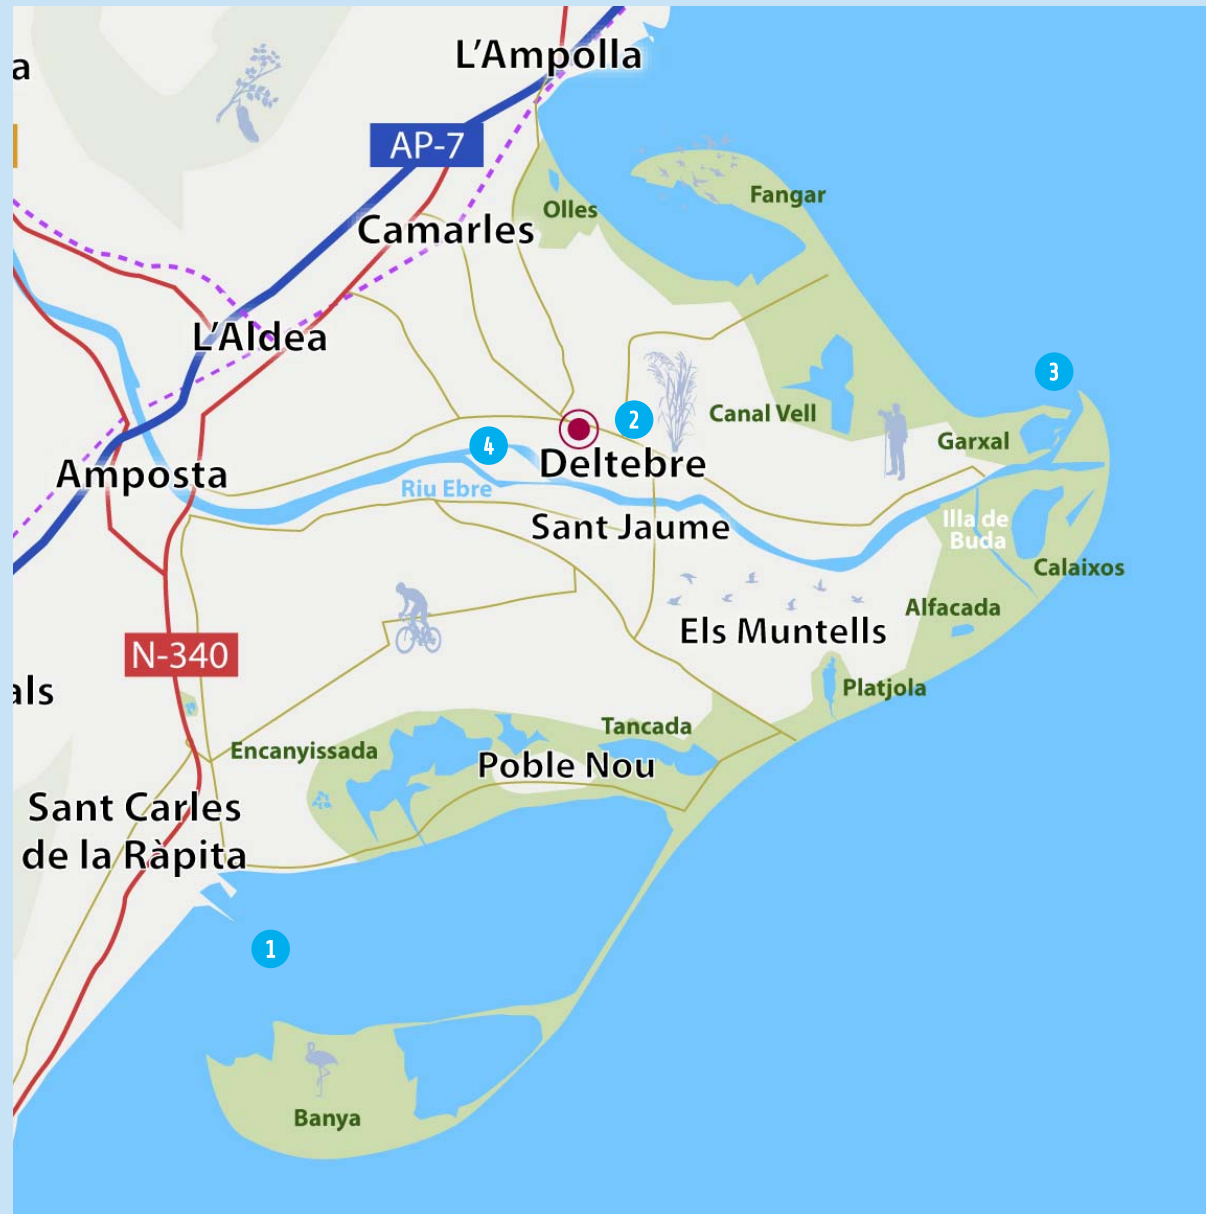 L'Ampolla
a
AP-7
Fangar
Olles
Camarles
L'Aldea
3
2
Canal Vell
4
Garxal
Deltebre
Amposta
Riu Ebre
Sant Jaume
Illa de
Buda
Calaixos
Alfacada
Els Muntells
N-340
als
Platjola
Tancada
Encanyissada
Poble Nou
Sant Carles
de la Ràpita
1
Banya